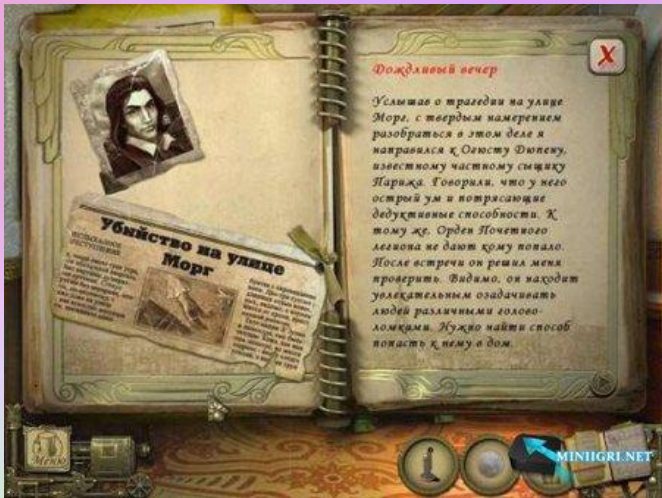 Убийство на улице
Морг
Дождливый вечер
Услышав о трагедии на улице
Морг, с твердым намерением
разобраться в этом деле я
направился к Огюсту Дюпену,
известному частному сыщику
Парижа. Говорили, что у него
острый ум и потрясающие
дедуктивные способности. К
тому же, Орден Почетного
легиона не дают кому попало.
После встречи он решил меня
проверить. Видимо, он находит
увлекательным озадачивать
людей различными голово-
ломками. Нужно найти способ
попасть к нему в дом.
X
Меню
MINIIGRI.NET